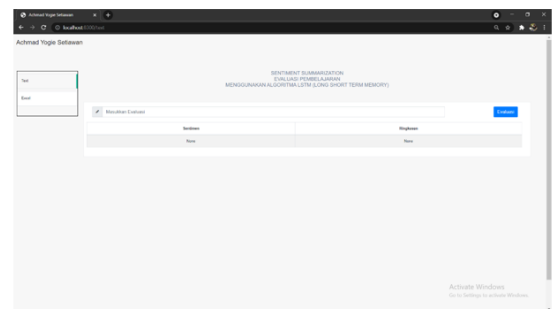 Achmad Yogie Setiawan
localhost
Achmad Yogie Setiawan
SENTIMENT SUMMARIZATION
EVALUASI PEMBELAJARAN
MENGGUNAKAN ALGORITMA LSTM (LONG SHORT TERM MEMORY)
Text
Excel
Masukkan Evaluasi
Evaluasi
Sentimen Ringkasan
None None
Activate Windows
Go to Settings to activate Windows.